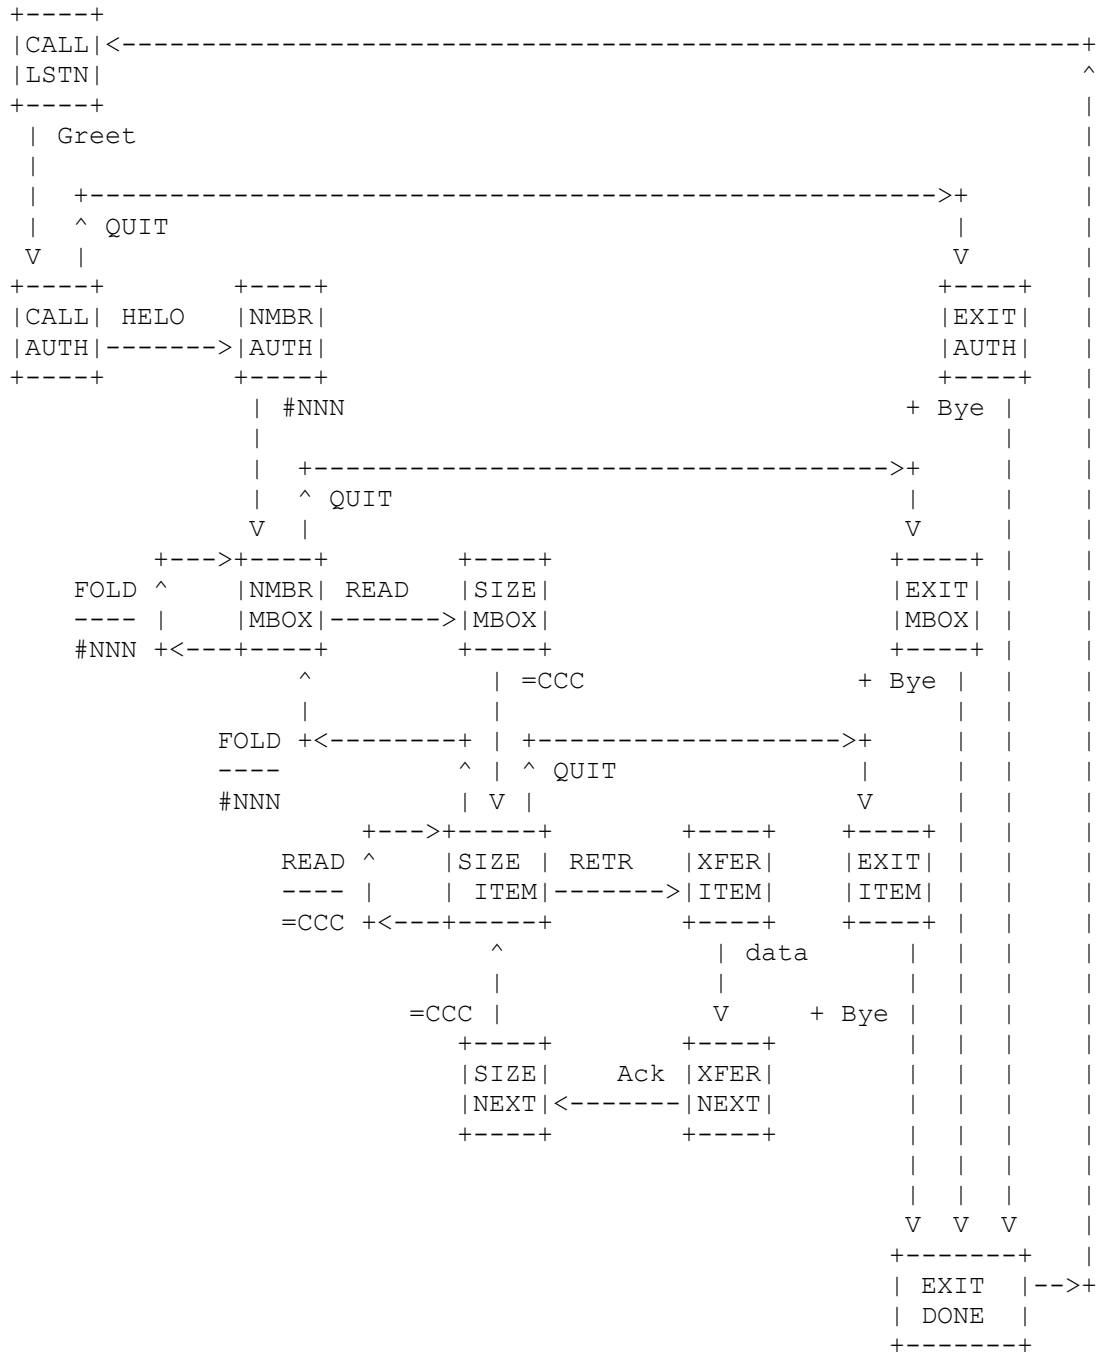 +----+
|CALL|<------------------------------------------------------------+
|LSTN|                                                             ^
+----+                                                             |
 | Greet                                                           |
 |                                                                 |
 |  +----------------------------------------------------->+       |
 |  ^ QUIT                                                 |       |
 V  |                                                      V       |
+----+        +----+                                      +----+   |
|CALL| HELO   |NMBR|                                      |EXIT|   |
|AUTH|------->|AUTH|                                      |AUTH|   |
+----+        +----+                                      +----+   |
               | #NNN                                   + Bye |    |
               |                                              |    |
               |  +------------------------------------>+     |    |
               |  ^ QUIT                                |     |    |
               V  |                                     V     |    |
         +--->+----+        +----+                     +----+ |    |
    FOLD ^    |NMBR| READ   |SIZE|                     |EXIT| |    |
    ---- |    |MBOX|------->|MBOX|                     |MBOX| |    |
    #NNN +<---+----+        +----+                     +----+ |    |
                  ^           | =CCC                 + Bye |  |    |
                  |           |                            |  |    |
             FOLD +<--------+ | +------------------->+     |  |    |
             ----           ^ | ^ QUIT               |     |  |    |
             #NNN           | V |                    V     |  |    |
                      +--->+-----+        +----+    +----+ |  |    |
                 READ ^    |SIZE | RETR   |XFER|    |EXIT| |  |    |
                 ---- |    | ITEM|------->|ITEM|    |ITEM| |  |    |
                 =CCC +<---+-----+        +----+    +----+ |  |    |
                              ^             | data      |  |  |    |
                              |             |           |  |  |    |
                         =CCC |             V     + Bye |  |  |    |
                            +----+        +----+        |  |  |    |
                            |SIZE|    Ack |XFER|        |  |  |    |
                            |NEXT|<-------|NEXT|        |  |  |    |
                            +----+        +----+        |  |  |    |
                                                        |  |  |    |
                                                        |  |  |    |
                                                        V  V  V    |
                                                       +-------+   |
                                                       | EXIT  |-->+
                                                       | DONE  |
                                                       +-------+